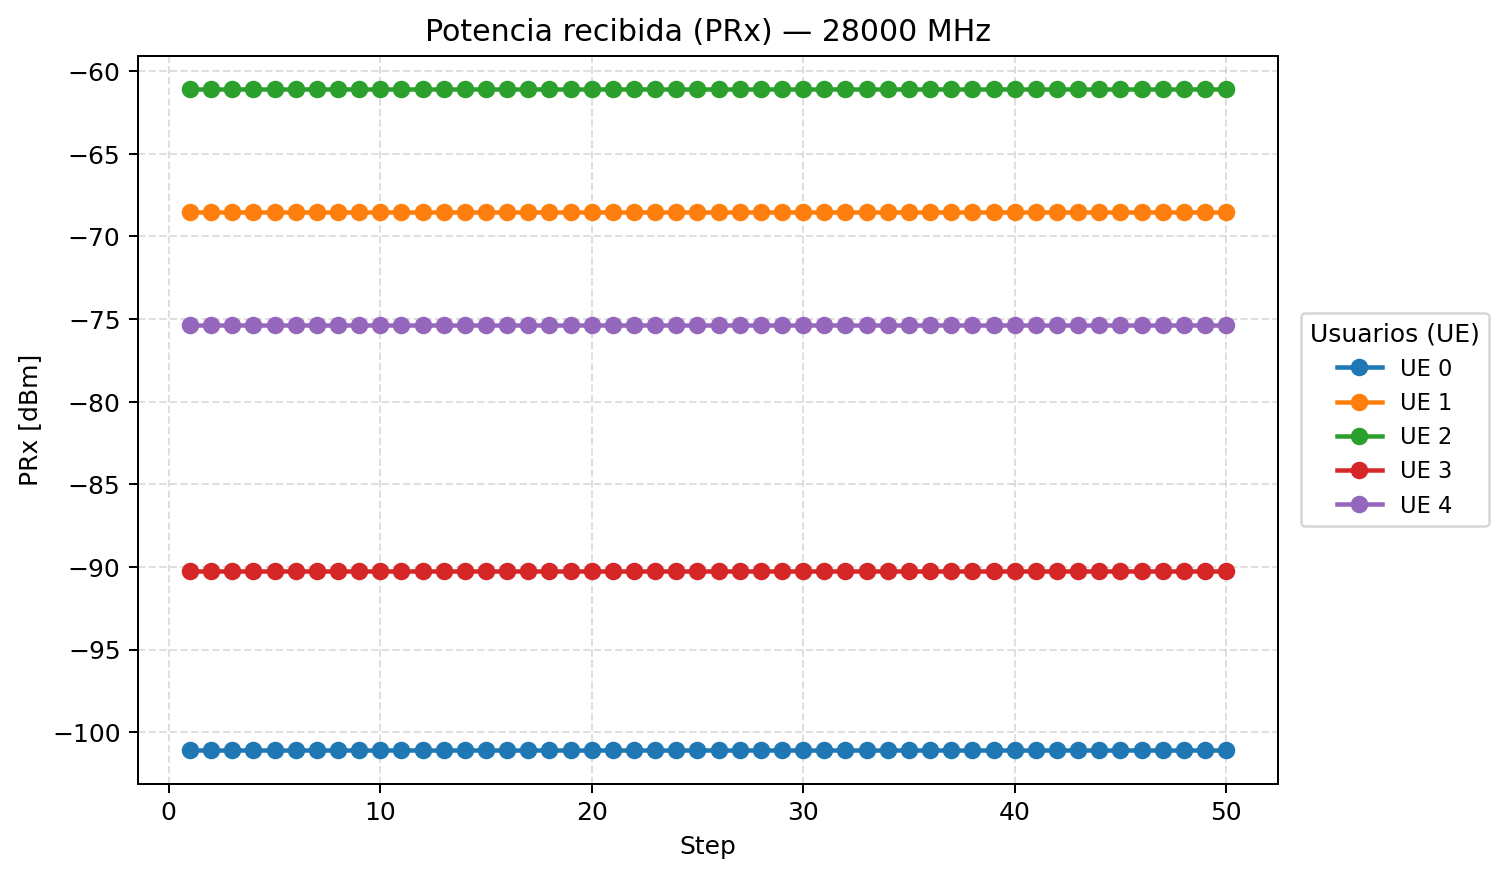 Potencia recibida (PRx) — 28000 MHz
PRx [dBm]
−60
−65
−70
−75
−80
−85
−90
−95
−100
0 10 20 30 40 50
Step
Usuarios (UE)
UE 0
UE 1
UE 2
UE 3
UE 4